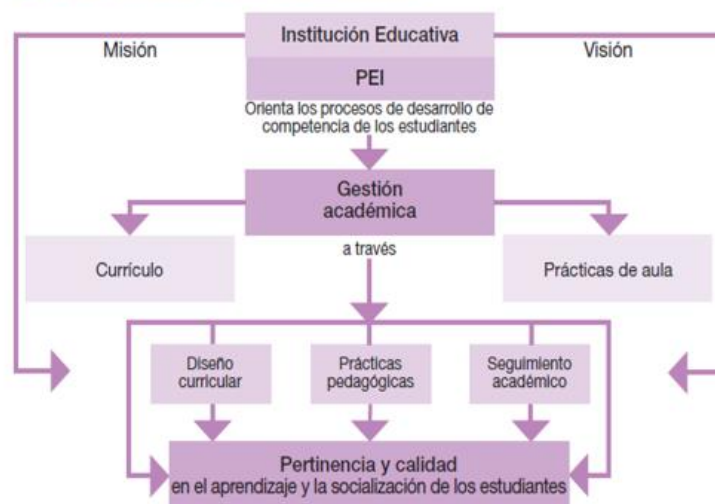 Institución Educativa
Misión
Visión
PEI
Orienta los procesos de desarrollo de
competencia de los estudiantes
Gestión
académica
Currículo
a través
Prácticas de aula
Diseño
curricular
Prácticas
pedagógicas
Seguimiento
académico
Pertinencia y calidad
en el aprendizaje y la socialización de los estudiantes